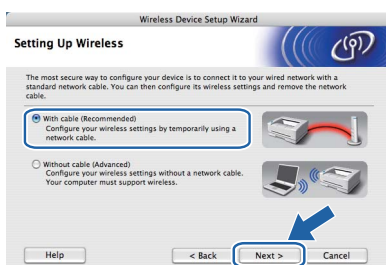 Wireless Device Setup Wizard
Setting Up Wireless
The most secure way to configure your device is to connect it to your wired network with a
standard network cable. You can then configure its wireless settings and remove the network
cable.
With cable (Recommended)
Configure your wireless settings by temporarily using a
network cable.
Without cable (Advanced)
Configure your wireless settings without a network cable.
Your computer must support wireless.
Help
< Back
Next >
Cancel